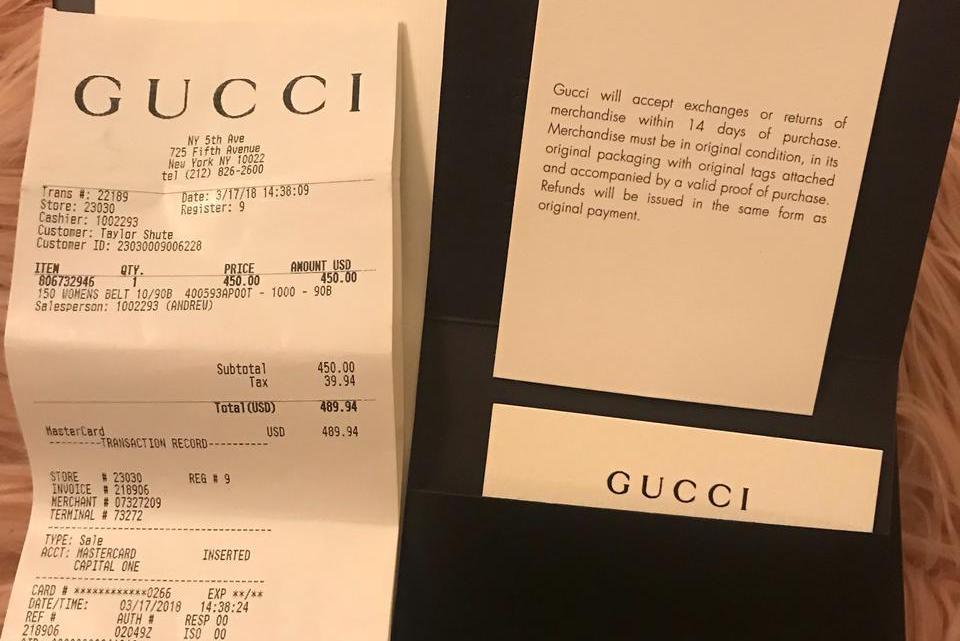 GUCCI
NY 5th Ave
725 Fifth Avenue
New York NY 10022
tel (212) 826-2600
Trans #: 22189 Date: 3/17/18 14:38:09
Store: 23030 Register: 9
Cashier: 1002293
Customer: Taylor Shute
Customer ID: 23030009006228
ITEM QTY. PRICE AMOUNT USD
806732946 1 450.00 450.00
150 WOMENS BELT 10/90B 400593AP00T - 1000 - 90B
Salesperson: 1002293 (ANDREW)
Subtotal 450.00
Tax 39.94
Total(USD) 489.94
MasterCard USD 489.94
---------TRANSACTION RECORD----------
STORE # 23030 REG # 9
INVOICE # 218906
MERCHANT # 07327209
TERMINAL # 73272
TYPE: Sale
ACCT: MASTERCARD INSERTED
CAPITAL ONE
CARD # ************0266 EXP **/**
DATE/TIME: 03/17/2018 14:38:24
REF # AUTH # RESP 00
218906 02049Z ISO 00
Gucci will accept exchanges or returns of
merchandise within 14 days of purchase.
Merchandise must be in original condition, in its
original packaging with original tags attached
and accompanied by a valid proof of purchase.
Refunds will be issued in the same form as
original payment.
GUCCI